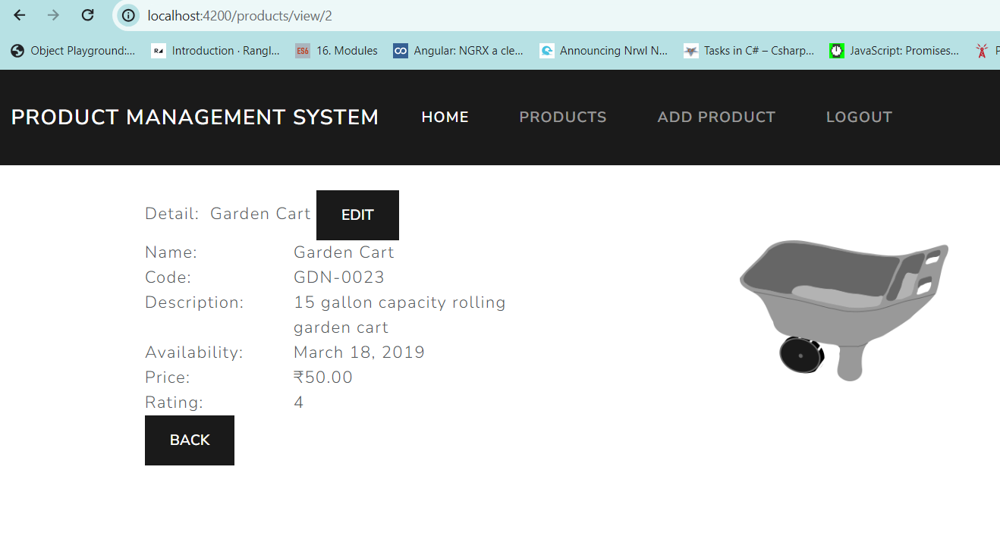 localhost:4200/products/view/2
Object Playground:... R▲ Introduction · Rangl... ES6 16. Modules Angular: NGRX a cle... Announcing Nrwl N... Tasks in C# – Csharp... JavaScript: Promises...
PRODUCT MANAGEMENT SYSTEM HOME PRODUCTS ADD PRODUCT LOGOUT
Detail: Garden Cart EDIT
Name: Garden Cart
Code: GDN-0023
Description: 15 gallon capacity rolling
garden cart
Availability: March 18, 2019
Price: ₹50.00
Rating: 4
BACK